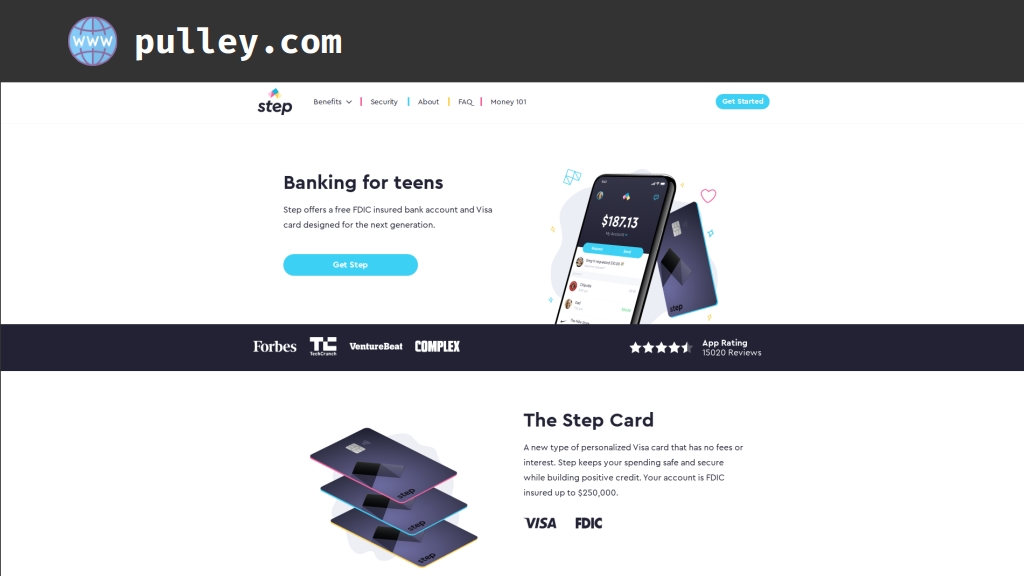 www pulley.com
step
Benefits
Security
About
FAQ
Money 101
Get Started
Banking for teens
Step offers a free FDIC insured bank account and Visa
card designed for the next generation.
Get Step
$187.13
My Account
step
Forbes
TC
TechCrunch
VentureBeat
COMPLEX
App Rating
15020 Reviews
The Step Card
A new type of personalized Visa card that has no fees or
interest. Step keeps your spending safe and secure
while building positive credit. Your account is FDIC
insured up to $250,000.
VISA
FDIC
step
step
step